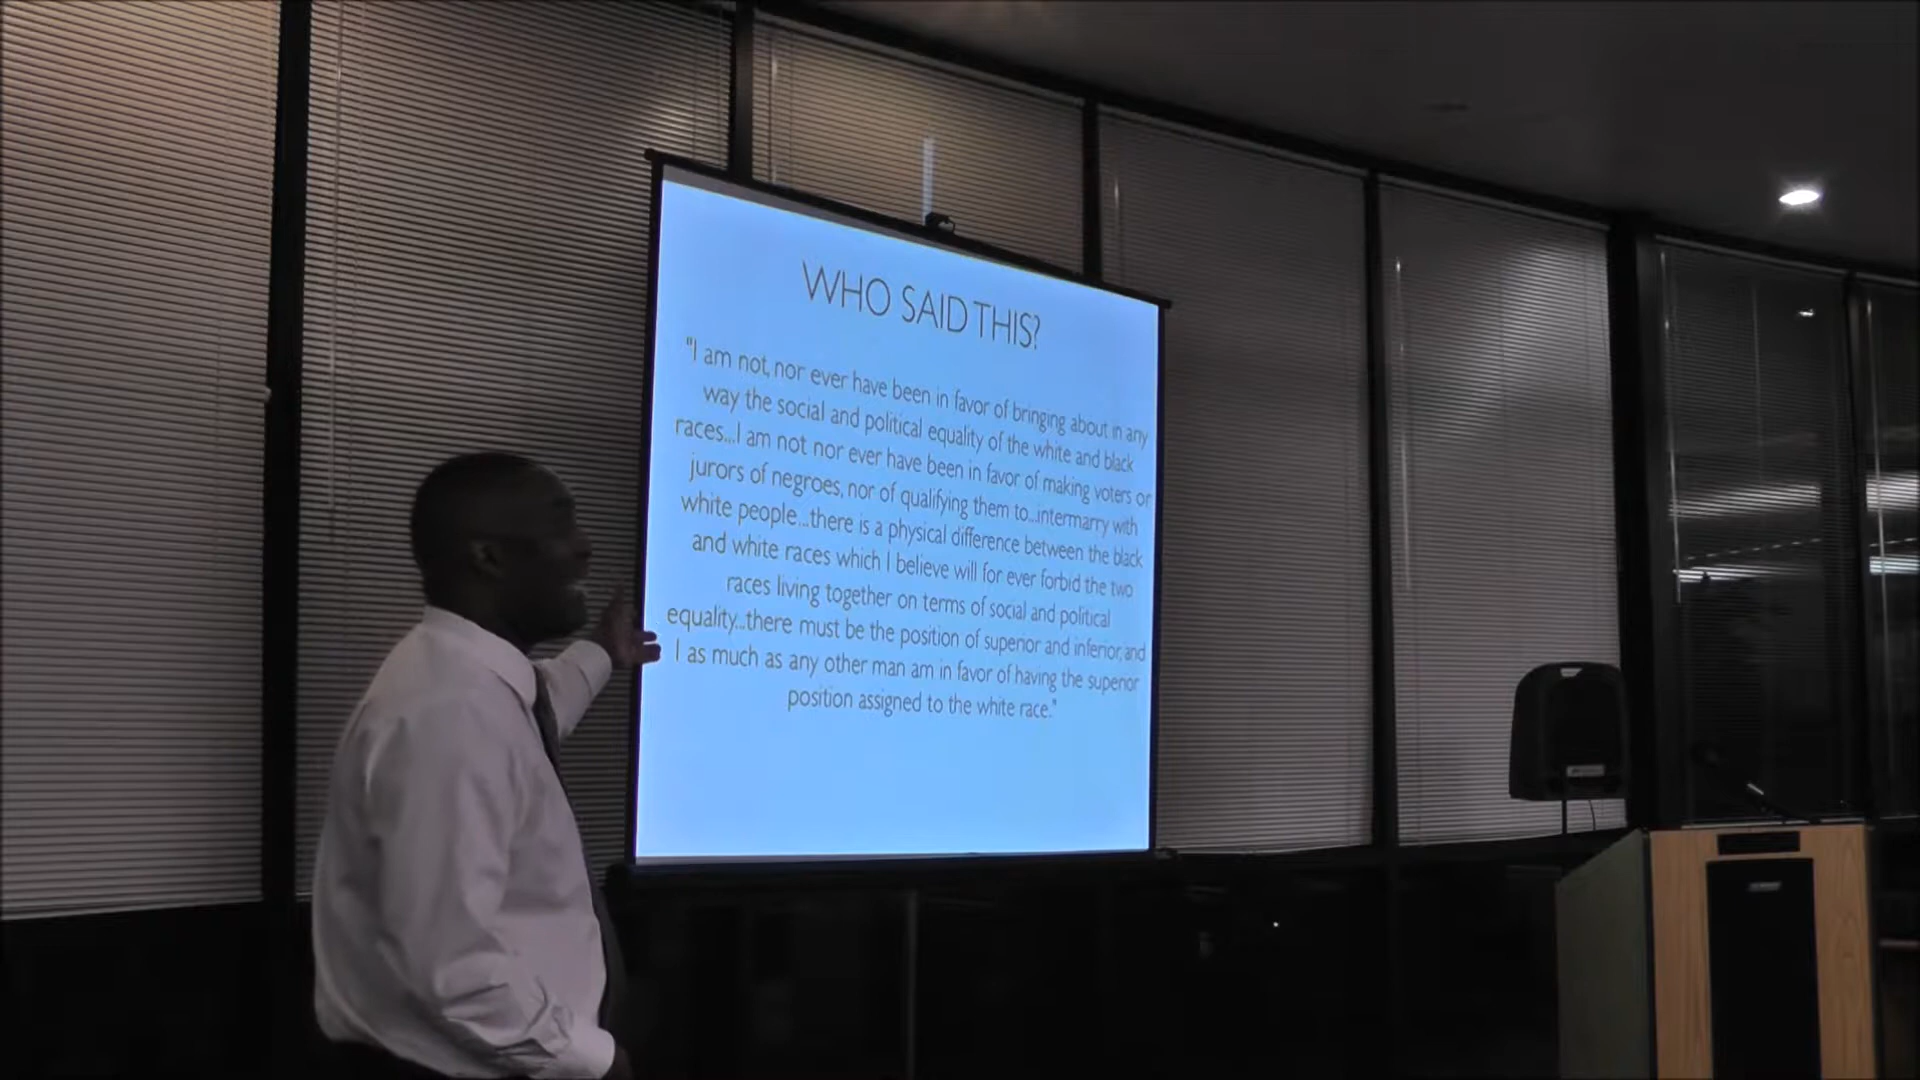 WHO SAID THIS?
"I am not, nor ever have been in favor of bringing about in any
way the social and political equality of the white and black
races...I am not nor ever have been in favor of making voters or
jurors of negroes, nor of qualifying them to...intermarry with
white people...there is a physical difference between the black
and white races which I believe will for ever forbid the two
races living together on terms of social and political
equality...there must be the position of superior and inferior, and
I as much as any other man am in favor of having the superior
position assigned to the white race."